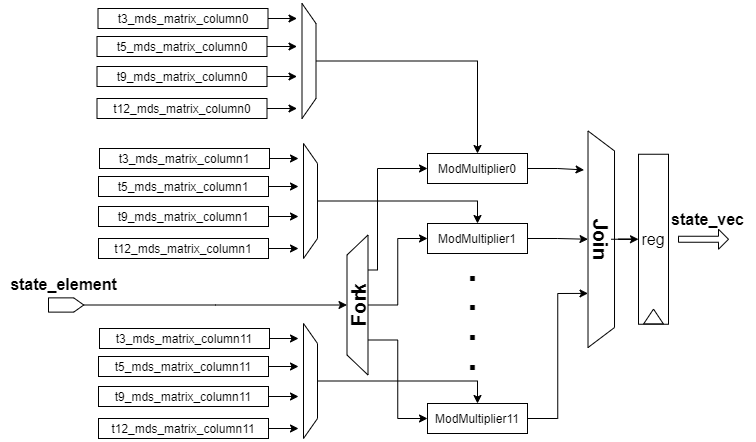 t3_mds_matrix_column0
t5_mds_matrix_column0
t9_mds_matrix_column0
t12_mds_matrix_column0
t3_mds_matrix_column1
t5_mds_matrix_column1
t9_mds_matrix_column1
t12_mds_matrix_column1
state_element
t3_mds_matrix_column11
t5_mds_matrix_column11
t9_mds_matrix_column11
t12_mds_matrix_column11
Fork
ModMultiplier0
ModMultiplier1
ModMultiplier11
Join
reg
state_vec